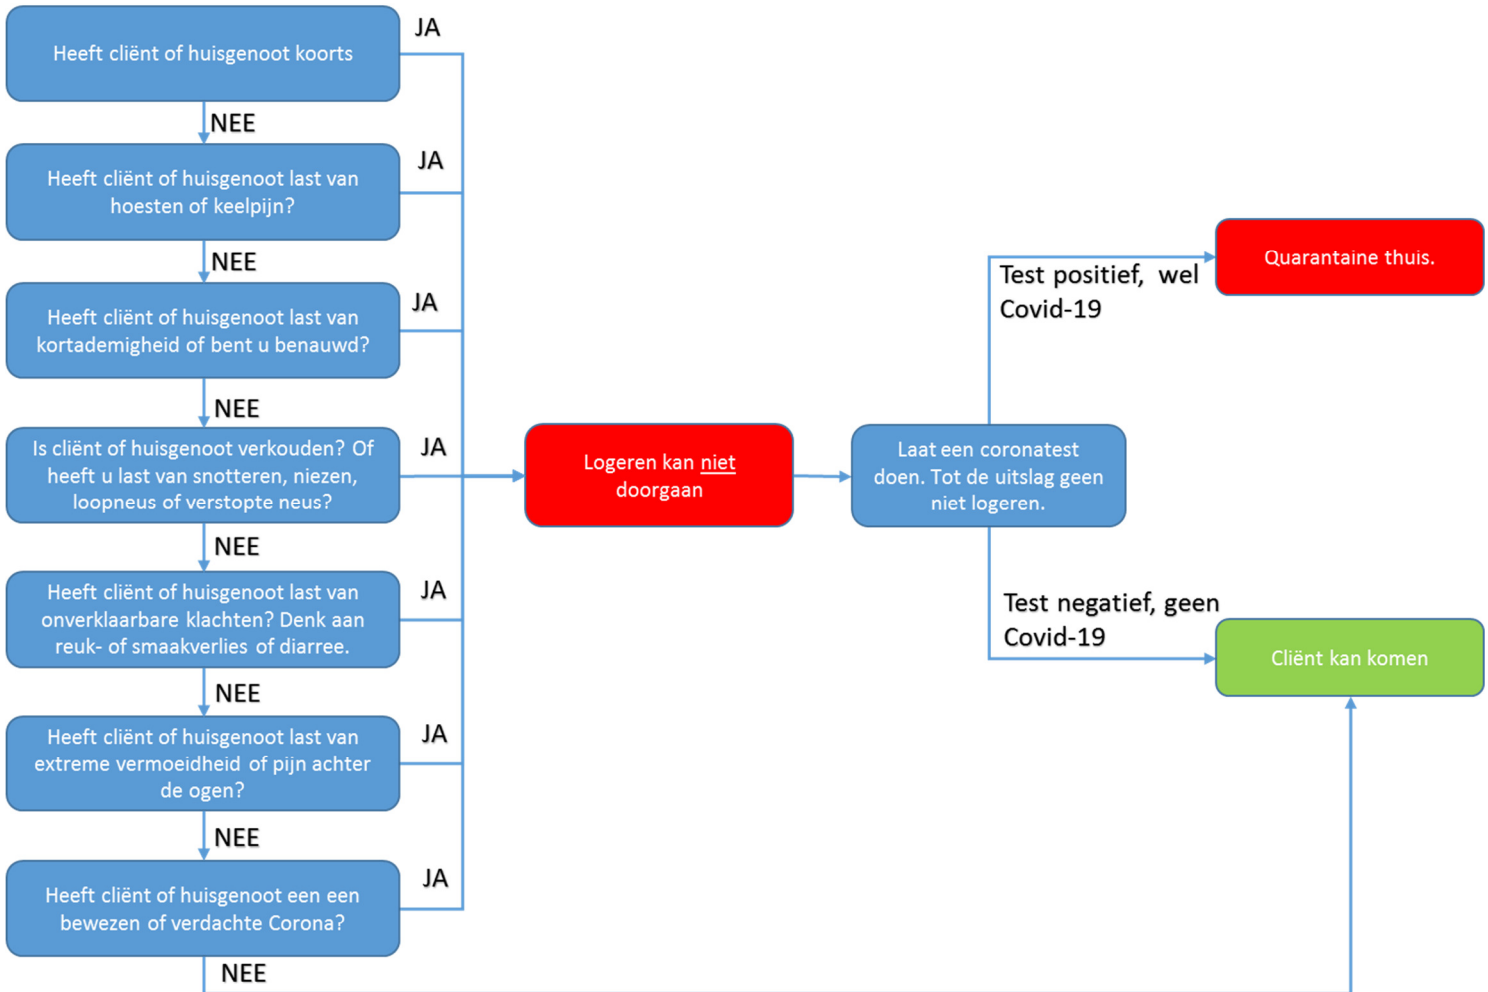 Heeft cliënt of huisgenoot koorts
JA
NEE
Heeft cliënt of huisgenoot last van
hoesten of keelpijn?
JA
NEE
Heeft cliënt of huisgenoot last van
kortademigheid of bent u benauwd?
JA
NEE
Is cliënt of huisgenoot verkouden? Of
heeft u last van snotteren, niezen,
loopneus of verstopte neus?
JA
NEE
Heeft cliënt of huisgenoot last van
onverklaarbare klachten? Denk aan
reuk- of smaakverlies of diarree.
JA
NEE
Heeft cliënt of huisgenoot last van
extreme vermoeidheid of pijn achter
de ogen?
JA
NEE
Heeft cliënt of huisgenoot een een
bewezen of verdachte Corona?
JA
NEE
Logeren kan niet
doorgaan
Laat een coronatest
doen. Tot de uitslag geen
niet logeren.
Test positief, wel
Covid-19
Quarantaine thuis.
Test negatief, geen
Covid-19
Cliënt kan komen